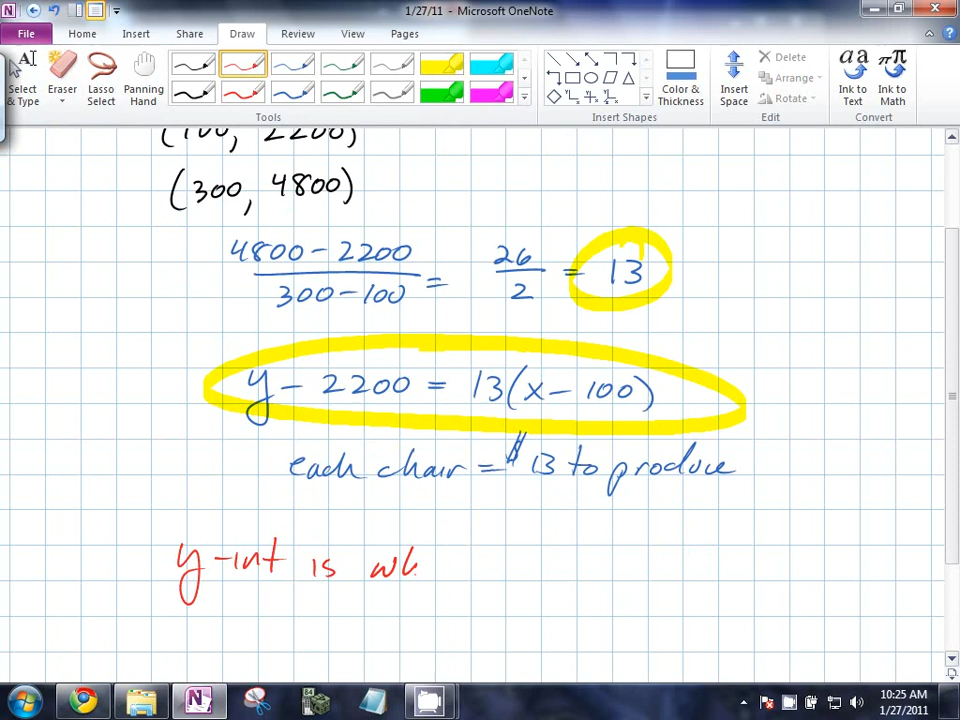 1/27/11 - Microsoft OneNote
File Home Insert Share Draw Review View Pages
Select & Type
Eraser
Lasso Select
Panning Hand
Color & Thickness
Insert Space
Delete
Arrange
Rotate
Ink to Text
Ink to Math
Tools Insert Shapes Edit Convert
(100, 2200)
(300, 4800)
4800 - 2200 / 300 - 100 = 26 / 2 = 13
y - 2200 = 13(x - 100)
each chair = $13 to produce
y-int is wh
10:25 AM
1/27/2011